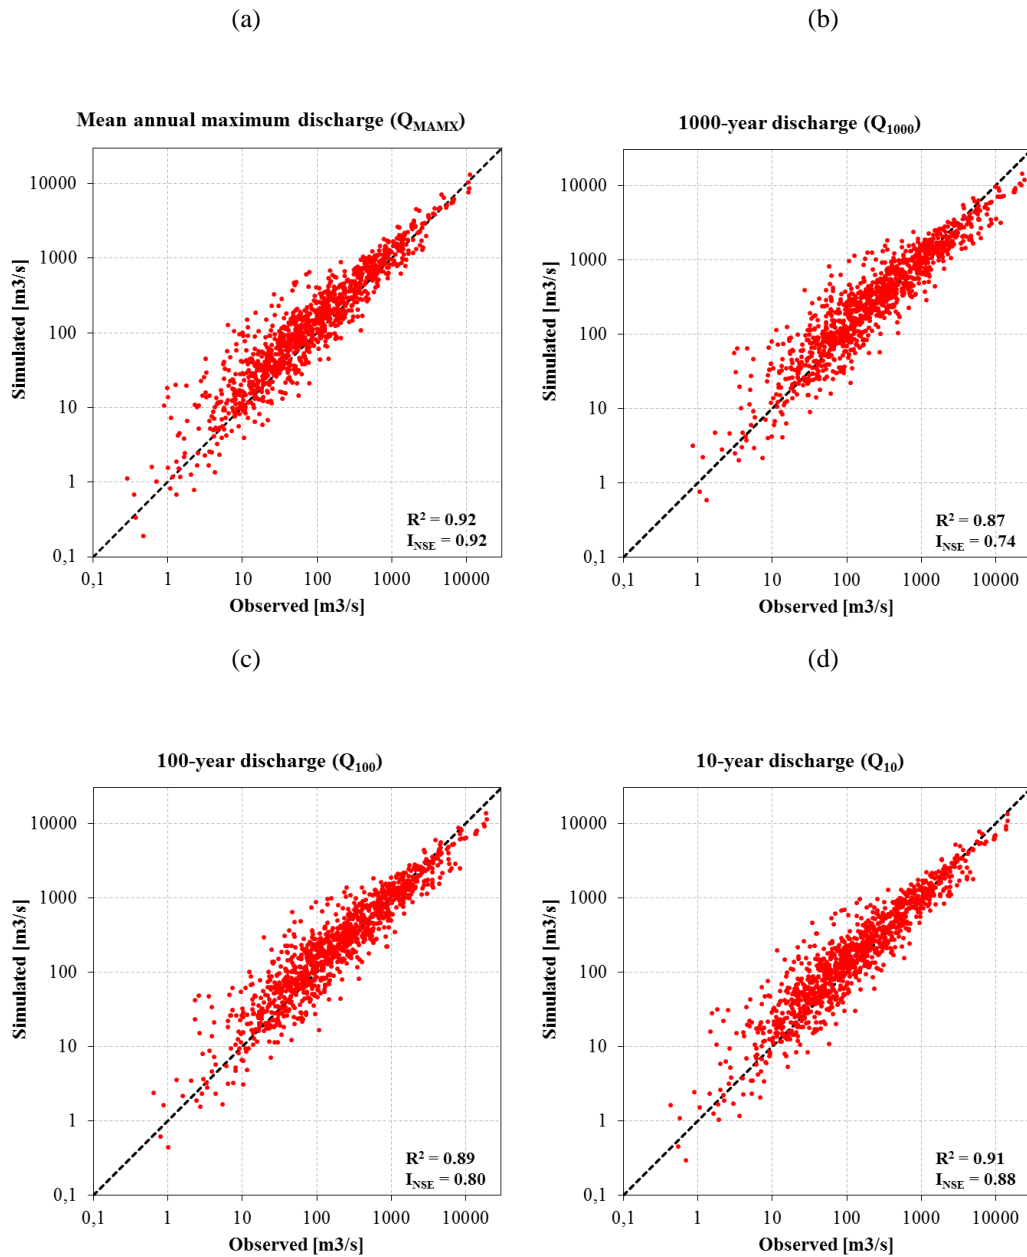 (a)
Mean annual maximum discharge (QMAMX)
Simulated [m3/s]
10000
1000
100
10
1
0,1
0,1 1 10 100 1000 10000
Observed [m3/s]
R2 = 0.92
INSE = 0.92
(b)
1000-year discharge (Q1000)
Simulated [m3/s]
10000
1000
100
10
1
0,1
0,1 1 10 100 1000 10000
Observed [m3/s]
R2 = 0.87
INSE = 0.74
(c)
100-year discharge (Q100)
Simulated [m3/s]
10000
1000
100
10
1
0,1
0,1 1 10 100 1000 10000
Observed [m3/s]
R2 = 0.89
INSE = 0.80
(d)
10-year discharge (Q10)
Simulated [m3/s]
10000
1000
100
10
1
0,1
0,1 1 10 100 1000 10000
Observed [m3/s]
R2 = 0.91
INSE = 0.88